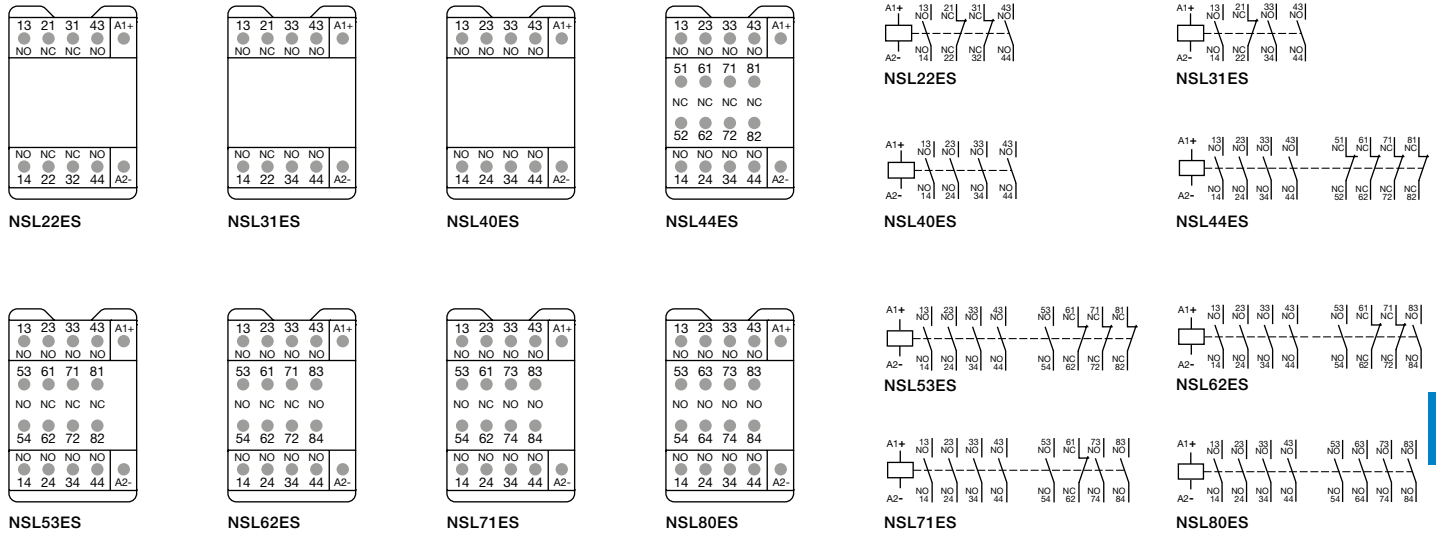 13 21 31 43 A1+
NO NC NC NO
NO NC NC NO
14 22 32 44 A2-
NSL22ES
13 21 33 43 A1+
NO NC NO NO
NO NC NO NO
14 22 34 44 A2-
NSL31ES
13 23 33 43 A1+
NO NO NO NO
NO NO NO NO
14 24 34 44 A2-
NSL40ES
13 23 33 43 A1+
NO NO NO NO
51 61 71 81
NC NC NC NC
52 62 72 82
NO NO NO NO
14 24 34 44 A2-
NSL44ES
A1+ 13 21 31 43
NO NC NC NO
NO NC NC NO
A2- 14 22 32 44
NSL22ES
A1+ 13 21 33 43
NO NC NO NO
NO NC NO NO
A2- 14 22 34 44
NSL31ES
A1+ 13 23 33 43
NO NO NO NO
NO NO NO NO
A2- 14 24 34 44
NSL40ES
A1+ 13 23 33 43 51 61 71 81
NO NO NO NO NC NC NC NC
NO NO NO NO NC NC NC NC
A2- 14 24 34 44 52 62 72 82
NSL44ES
13 23 33 43 A1+
NO NO NO NO
53 61 71 81
NO NC NC NC
54 62 72 82
NO NO NO NO
14 24 34 44 A2-
NSL53ES
13 23 33 43 A1+
NO NO NO NO
53 61 71 83
NO NC NC NO
54 62 72 84
NO NO NO NO
14 24 34 44 A2-
NSL62ES
13 23 33 43 A1+
NO NO NO NO
53 61 73 83
NO NC NO NO
54 62 74 84
NO NO NO NO
14 24 34 44 A2-
NSL71ES
13 23 33 43 A1+
NO NO NO NO
53 63 73 83
NO NO NO NO
54 64 74 84
NO NO NO NO
14 24 34 44 A2-
NSL80ES
A1+ 13 23 33 43 53 61 71 81
NO NO NO NO NO NC NC NC
NO NO NO NO NO NC NC NC
A2- 14 24 34 44 54 62 72 82
NSL53ES
A1+ 13 23 33 43 53 61 71 83
NO NO NO NO NO NC NC NO
NO NO NO NO NO NC NC NO
A2- 14 24 34 44 54 62 72 84
NSL62ES
A1+ 13 23 33 43 53 61 73 83
NO NO NO NO NO NC NO NO
NO NO NO NO NO NC NO NO
A2- 14 24 34 44 54 62 74 84
NSL71ES
A1+ 13 23 33 43 53 63 73 83
NO NO NO NO NO NO NO NO
NO NO NO NO NO NO NO NO
A2- 14 24 34 44 54 64 74 84
NSL80ES